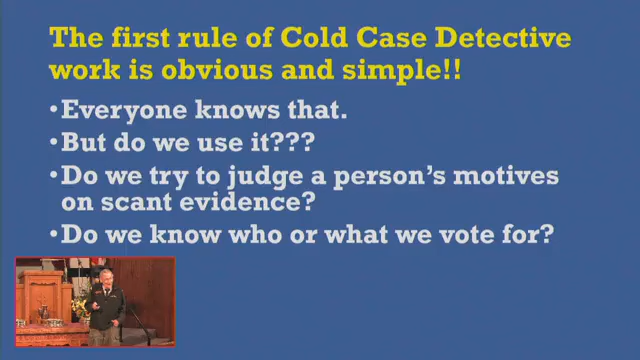 The first rule of Cold Case Detective
work is obvious and simple!!
•Everyone knows that.
•But do we use it???
•Do we try to judge a person's motives
on scant evidence?
•Do we know who or what we vote for?